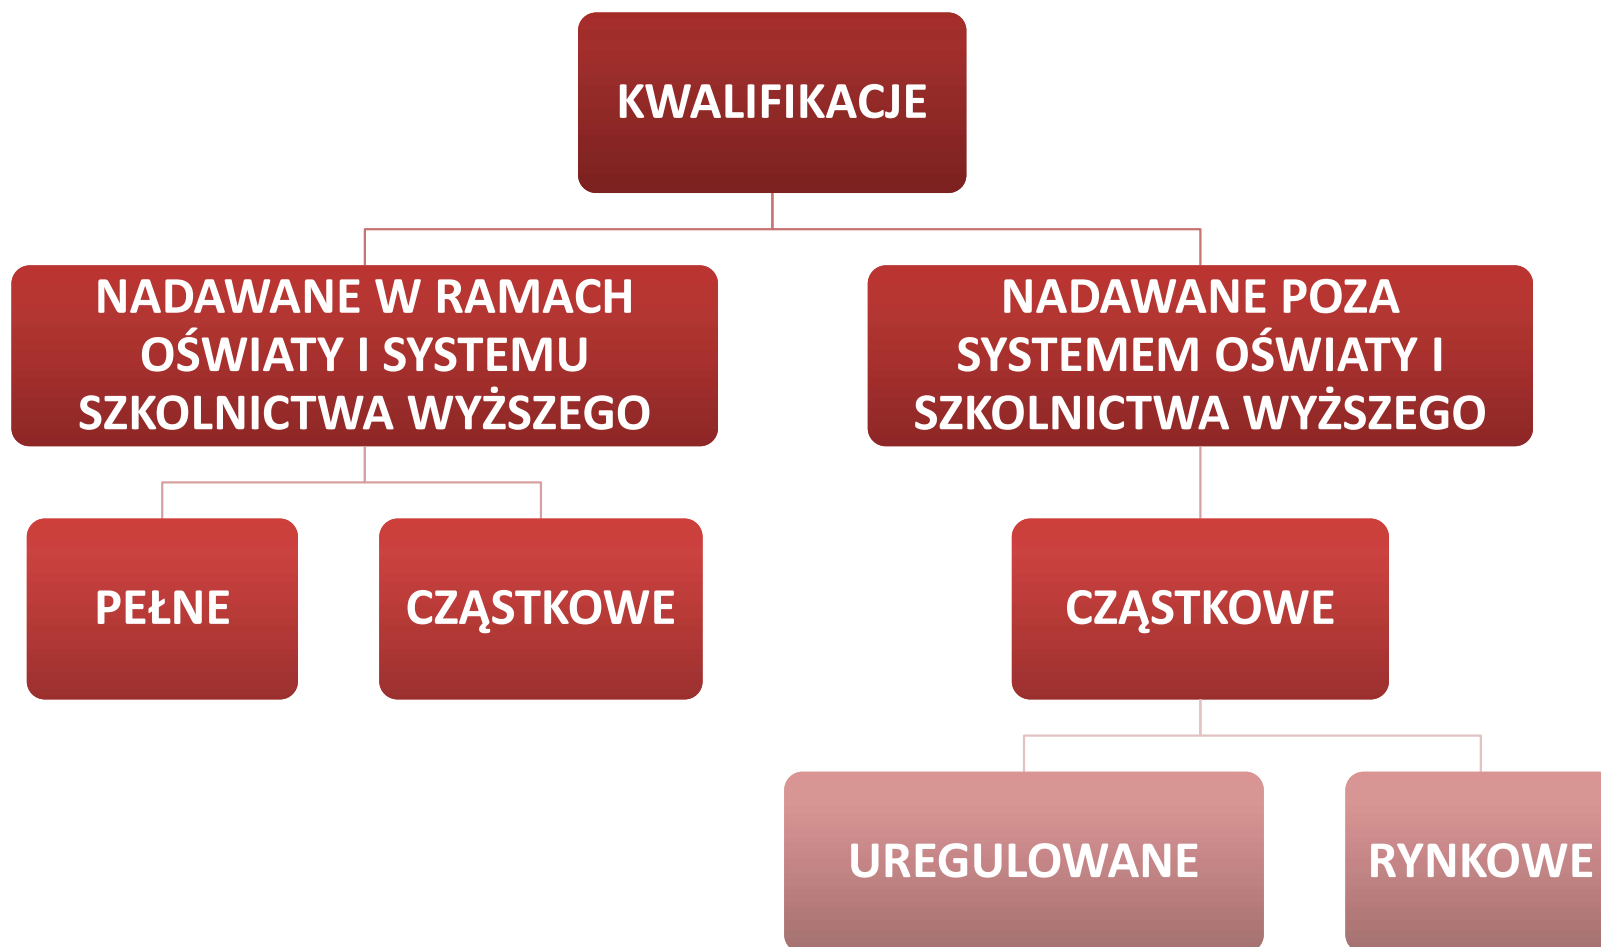 KWALIFIKACJE
NADAWANE W RAMACH
OŚWIATY I SYSTEMU
SZKOLNICTWA WYŻSZEGO
NADAWANE POZA
SYSTEMEM OŚWIATY I
SZKOLNICTWA WYŻSZEGO
PEŁNE
CZĄSTKOWE
CZĄSTKOWE
UREGULOWANE
RYNKOWE